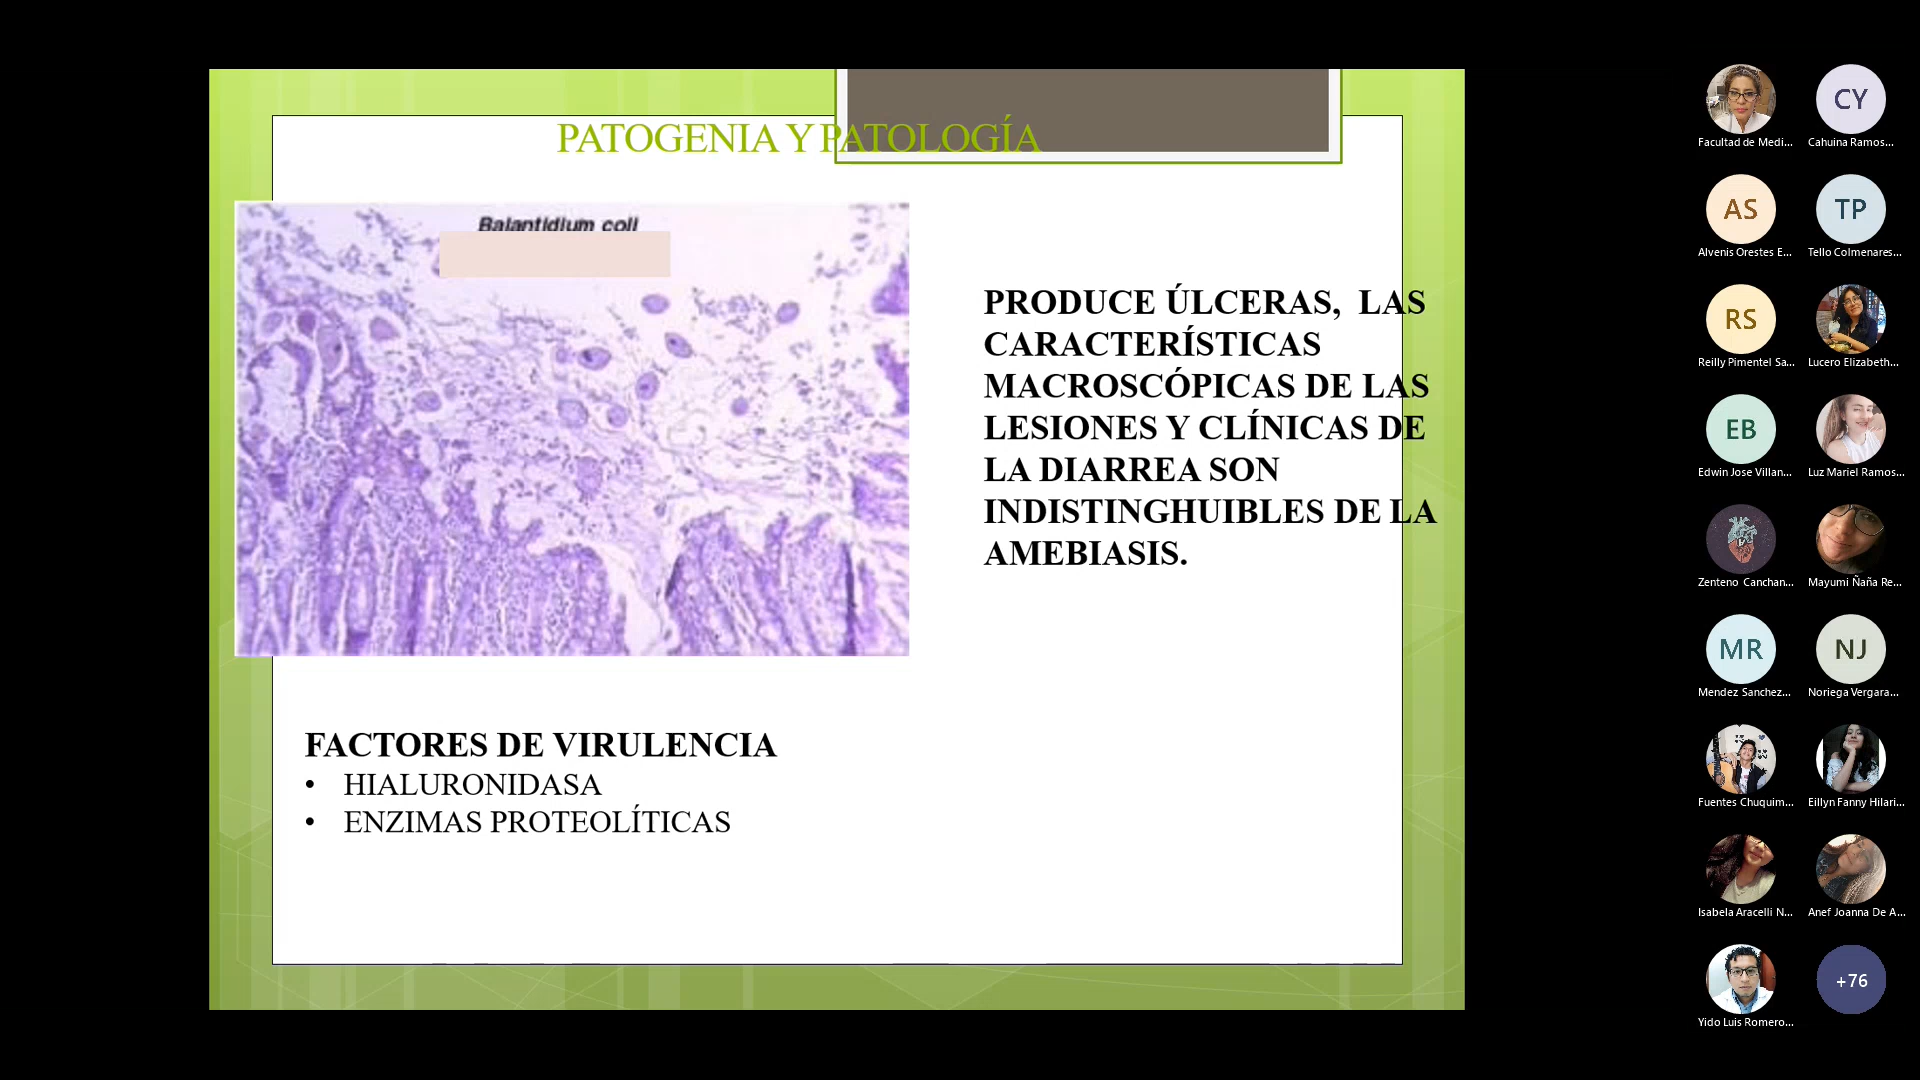 PATOGENIA Y PATOLOGÍA
Balantidium coli
PRODUCE ÚLCERAS, LAS
CARACTERÍSTICAS
MACROSCÓPICAS DE LAS
LESIONES Y CLÍNICAS DE
LA DIARREA SON
INDISTINGHUIBLES DE LA
AMEBIASIS.
FACTORES DE VIRULENCIA
• HIALURONIDASA
• ENZIMAS PROTEOLÍTICAS
Facultad de Medi...
CY
Cahuina Ramos...
AS
Alvenis Orestes E...
TP
Tello Colmenares...
RS
Reilly Pimentel Sa...
Lucero Elizabeth...
EB
Edwin Jose Villan...
Luz Mariel Ramos...
Zenteno Canchan...
Mayumi Ñaña Re...
MR
Mendez Sanchez...
NJ
Noriega Vergara...
Fuentes Chuquim...
Eillyn Fanny Hilari...
Isabela Aracelli N...
Anef Joanna De A...
Yido Luis Romero...
+76